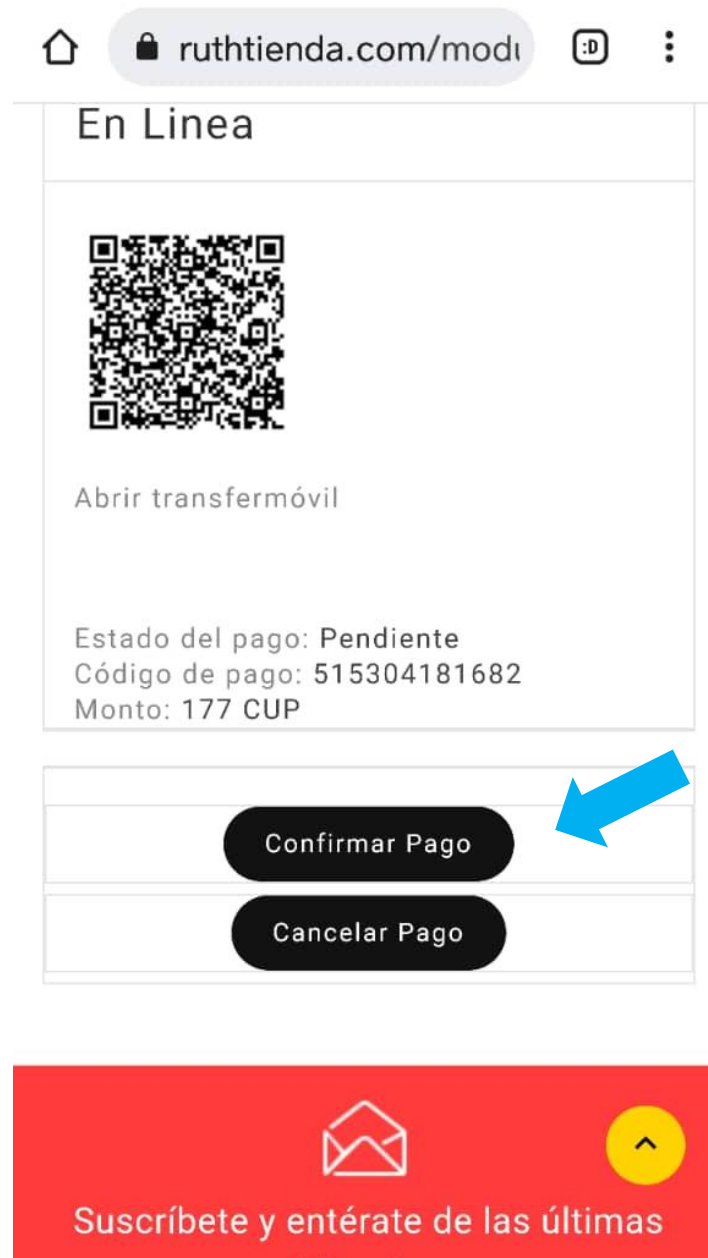 ruthtienda.com/modu
:D
En Linea
Abrir transfermóvil
Estado del pago: Pendiente
Código de pago: 515304181682
Monto: 177 CUP
Confirmar Pago
Cancelar Pago
Suscríbete y entérate de las últimas